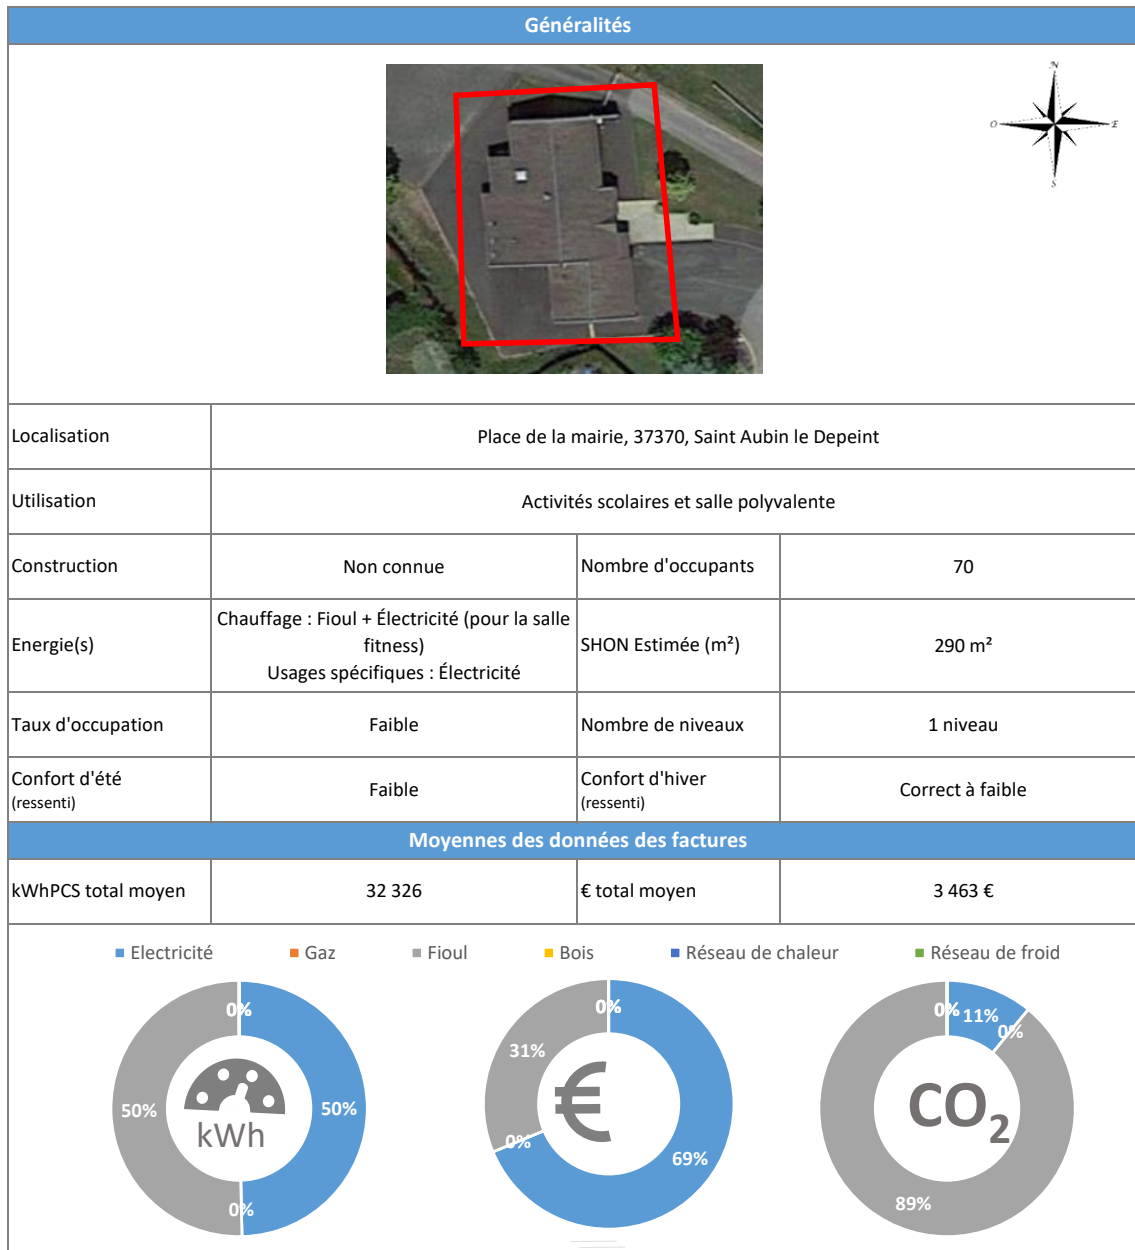 Généralités
N
O
E
S
Localisation
Place de la mairie, 37370, Saint Aubin le Depeint
Utilisation
Activités scolaires et salle polyvalente
Construction
Non connue
Nombre d'occupants
70
Energie(s)
Chauffage : Fioul + Électricité (pour la salle
fitness)
Usages spécifiques : Électricité
SHON Estimée (m²)
290 m²
Taux d'occupation
Faible
Nombre de niveaux
1 niveau
Confort d'été
(ressenti)
Faible
Confort d'hiver
(ressenti)
Correct à faible
Moyennes des données des factures
kWhPCS total moyen
32 326
€ total moyen
3 463 €
Electricité
Gaz
Fioul
Bois
Réseau de chaleur
Réseau de froid
0%
50%
50%
0%
kWh
0%
31%
0%
69%
€
0%
11%
0%
89%
CO₂